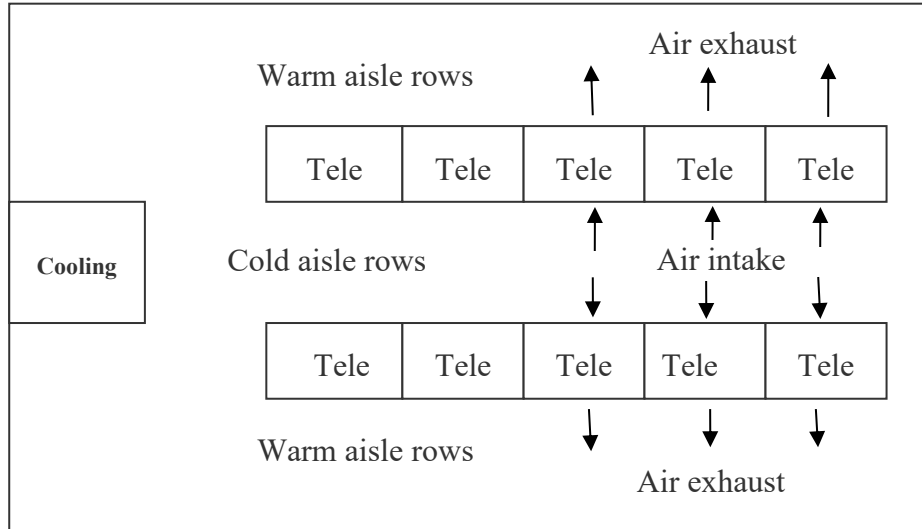 Air exhaust
Warm aisle rows
Tele Tele Tele Tele Tele
Cooling
Cold aisle rows Air intake
Tele Tele Tele Tele Tele
Warm aisle rows
Air exhaust